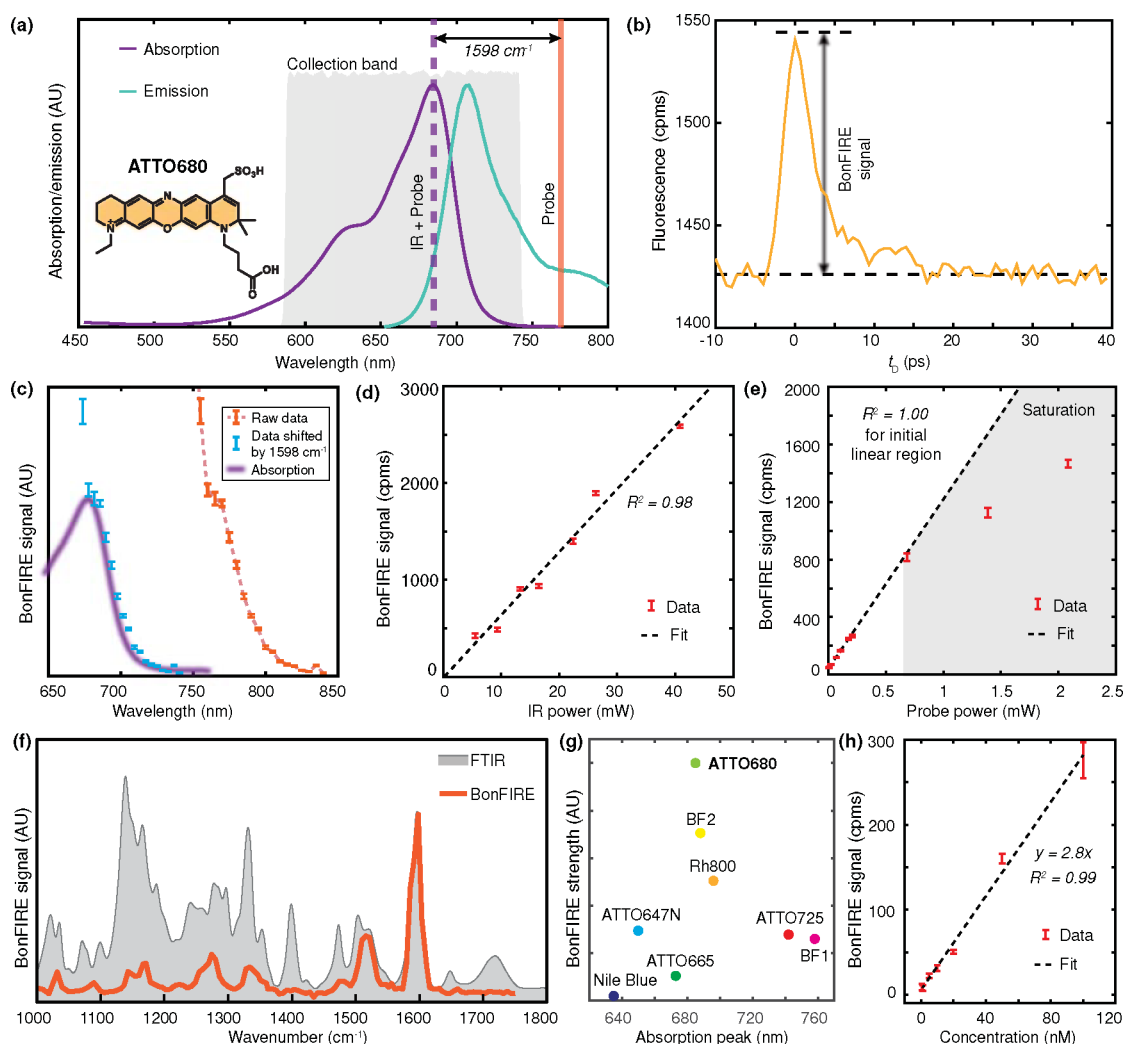 (a)
Absorption
Emission
Collection band
1598 cm⁻¹
ATTO680
SO₃H
N
N⁺
O
N
OH
O
IR + Probe
Probe
Absorption/emission (AU)
450 500 550 600 650 700 750 800
Wavelength (nm)
(b)
Fluorescence (cpms)
1550
1500
1450
1400
BonFIRE
signal
-10 0 10 20 30 40
t_D (ps)
(c)
BonFIRE signal (AU)
Raw data
Data shifted
by 1598 cm⁻¹
Absorption
650 700 750 800 850
Wavelength (nm)
(d)
BonFIRE signal (cpms)
3000
2000
1000
0
R² = 0.98
Data
Fit
0 10 20 30 40 50
IR power (mW)
(e)
BonFIRE signal (cpms)
2000
1600
1200
800
400
0
R² = 1.00
for initial
linear region
Saturation
Data
Fit
0 0.5 1 1.5 2 2.5
Probe power (mW)
(f)
BonFIRE signal (AU)
FTIR
BonFIRE
1000 1100 1200 1300 1400 1500 1600 1700 1800
Wavenumber (cm⁻¹)
(g)
BonFIRE strength (AU)
ATTO680
BF2
Rh800
ATTO647N
ATTO725
BF1
ATTO665
Nile Blue
640 680 720 760
Absorption peak (nm)
(h)
BonFIRE signal (cpms)
300
200
100
0
y = 2.8x
R² = 0.99
Data
Fit
0 40 80 120
Concentration (nM)